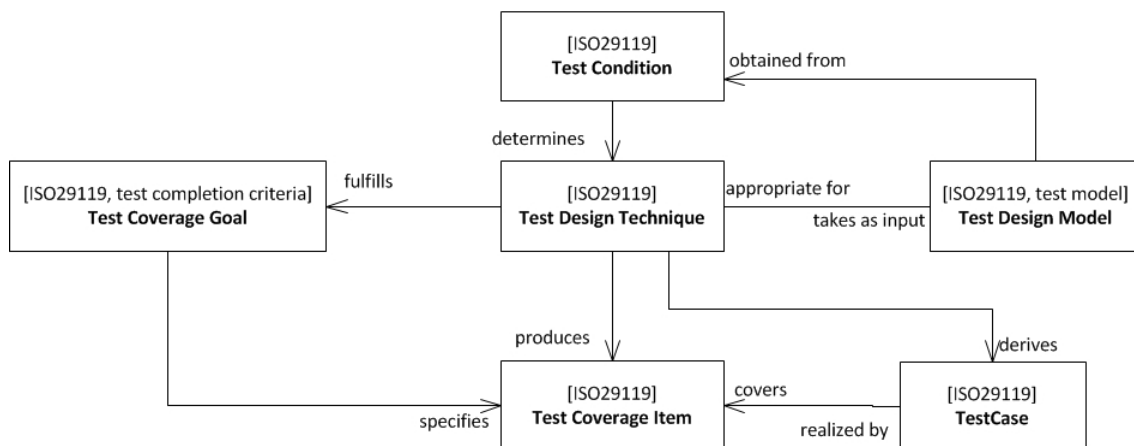 [ISO29119]
Test Condition
obtained from
determines
[ISO29119, test completion criteria]
Test Coverage Goal
fulfills
[ISO29119]
Test Design Technique
appropriate for
takes as input
[ISO29119, test model]
Test Design Model
produces
derives
[ISO29119]
Test Coverage Item
specifies
covers
realized by
[ISO29119]
TestCase